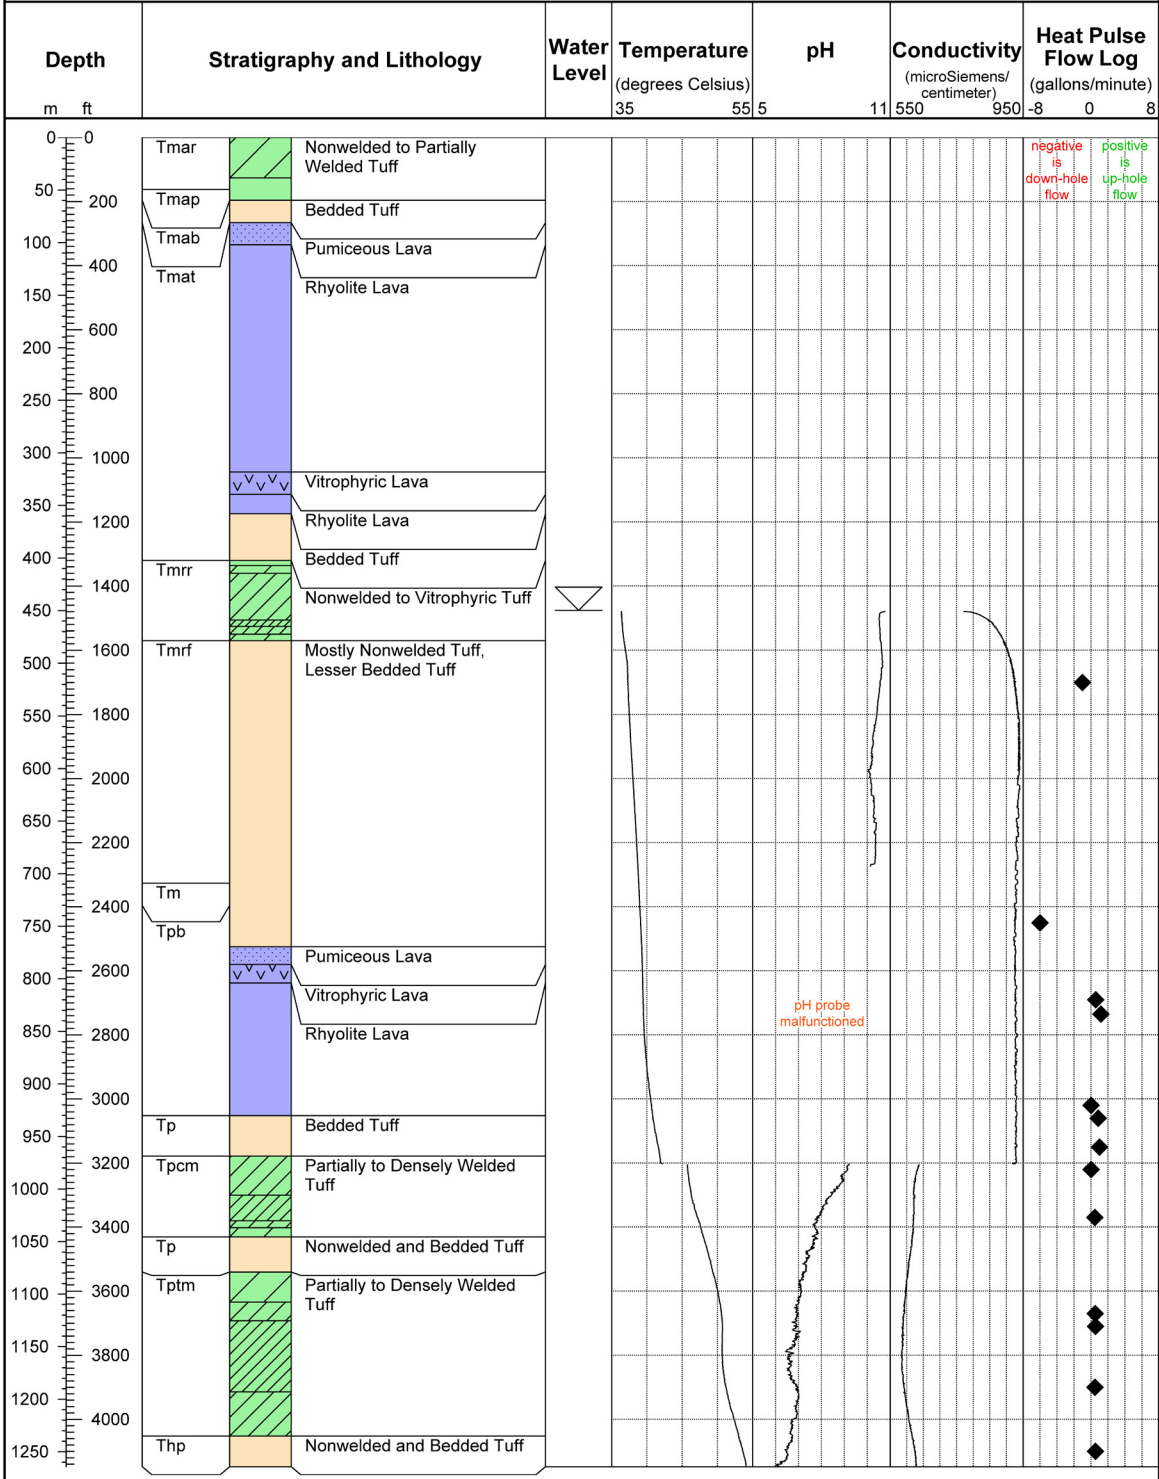 Depth
m ft
Stratigraphy and Lithology
Water
Level
Temperature
(degrees Celsius)
35 55
pH
5 11
Conductivity
(microSiemens/
centimeter)
550 950
Heat Pulse
Flow Log
(gallons/minute)
-8 0 8
negative
is
down-hole
flow
positive
is
up-hole
flow
0 0
50
200
100
400
150
600
200
800
250
300
1000
350
1200
400
1400
450
1600
500
550
1800
600
2000
650
2200
700
2400
750
800
2600
850
2800
900
3000
950
3200
1000
3400
1050
1100
3600
1150
3800
1200
4000
1250
Tmar
Tmap
Tmab
Tmat
Tmrr
Tmrf
Tm
Tpb
Tp
Tpcm
Tp
Tptm
Thp
Nonwelded to Partially
Welded Tuff
Bedded Tuff
Pumiceous Lava
Rhyolite Lava
Vitrophyric Lava
Rhyolite Lava
Bedded Tuff
Nonwelded to Vitrophyric Tuff
Mostly Nonwelded Tuff,
Lesser Bedded Tuff
Pumiceous Lava
Vitrophyric Lava
Rhyolite Lava
Bedded Tuff
Partially to Densely Welded
Tuff
Nonwelded and Bedded Tuff
Partially to Densely Welded
Tuff
Nonwelded and Bedded Tuff
pH probe
malfunctioned